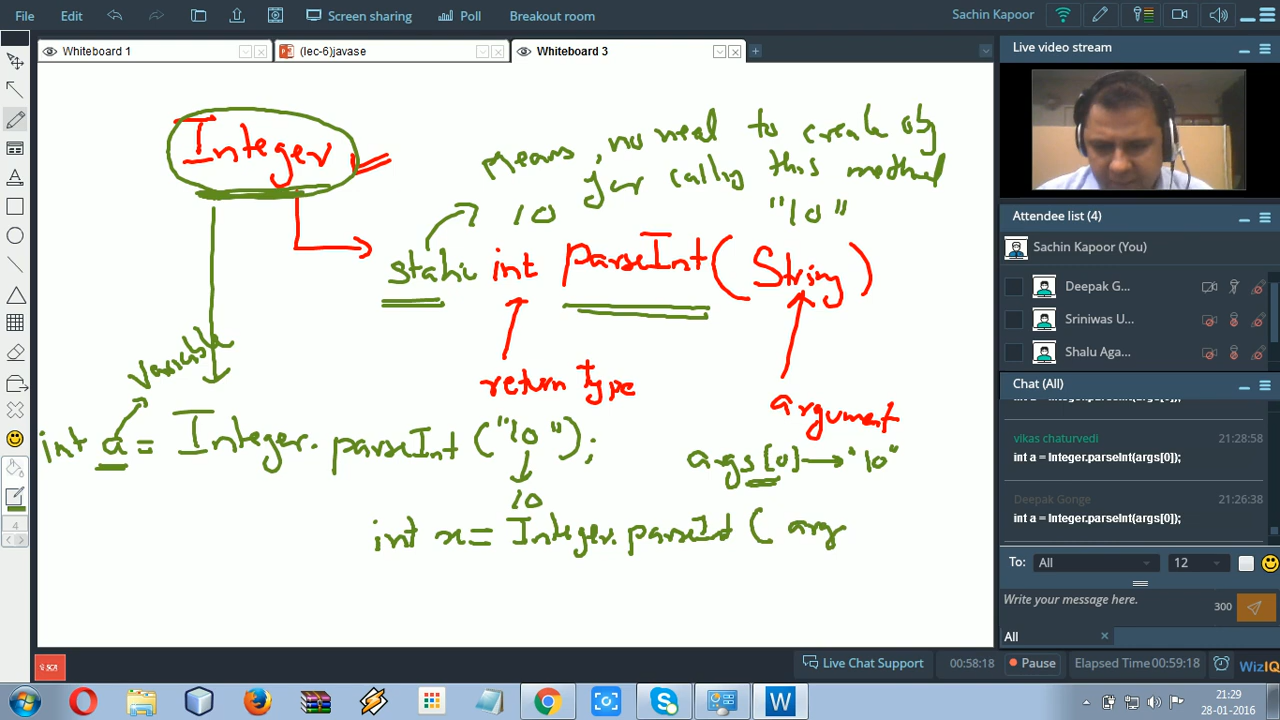 File Edit Screen sharing Poll Breakout room Sachin Kapoor
Whiteboard 1 (lec-6)javase Whiteboard 3
Live video stream
Integer
means, no need to create obj
for calling this method
10 "10"
static int parseInt(String)
variable
return type
argument
int a = Integer.parseInt("10");
args[0] → "10"
10
int x = Integer.parseInt( arg
Attendee list (4)
Sachin Kapoor (You)
Deepak G...
Sriniwas U...
Shalu Aga...
Chat (All)
vikas chaturvedi 21:28:58
int a = Integer.parseInt(args[0]);
Deepak Gonge 21:26:38
int a = Integer.parseInt(args[0]);
To: All 12
Write your message here. 300
All
4
Live Chat Support 00:58:18 Pause Elapsed Time 00:59:18 WizIQ
21:29
28-01-2016